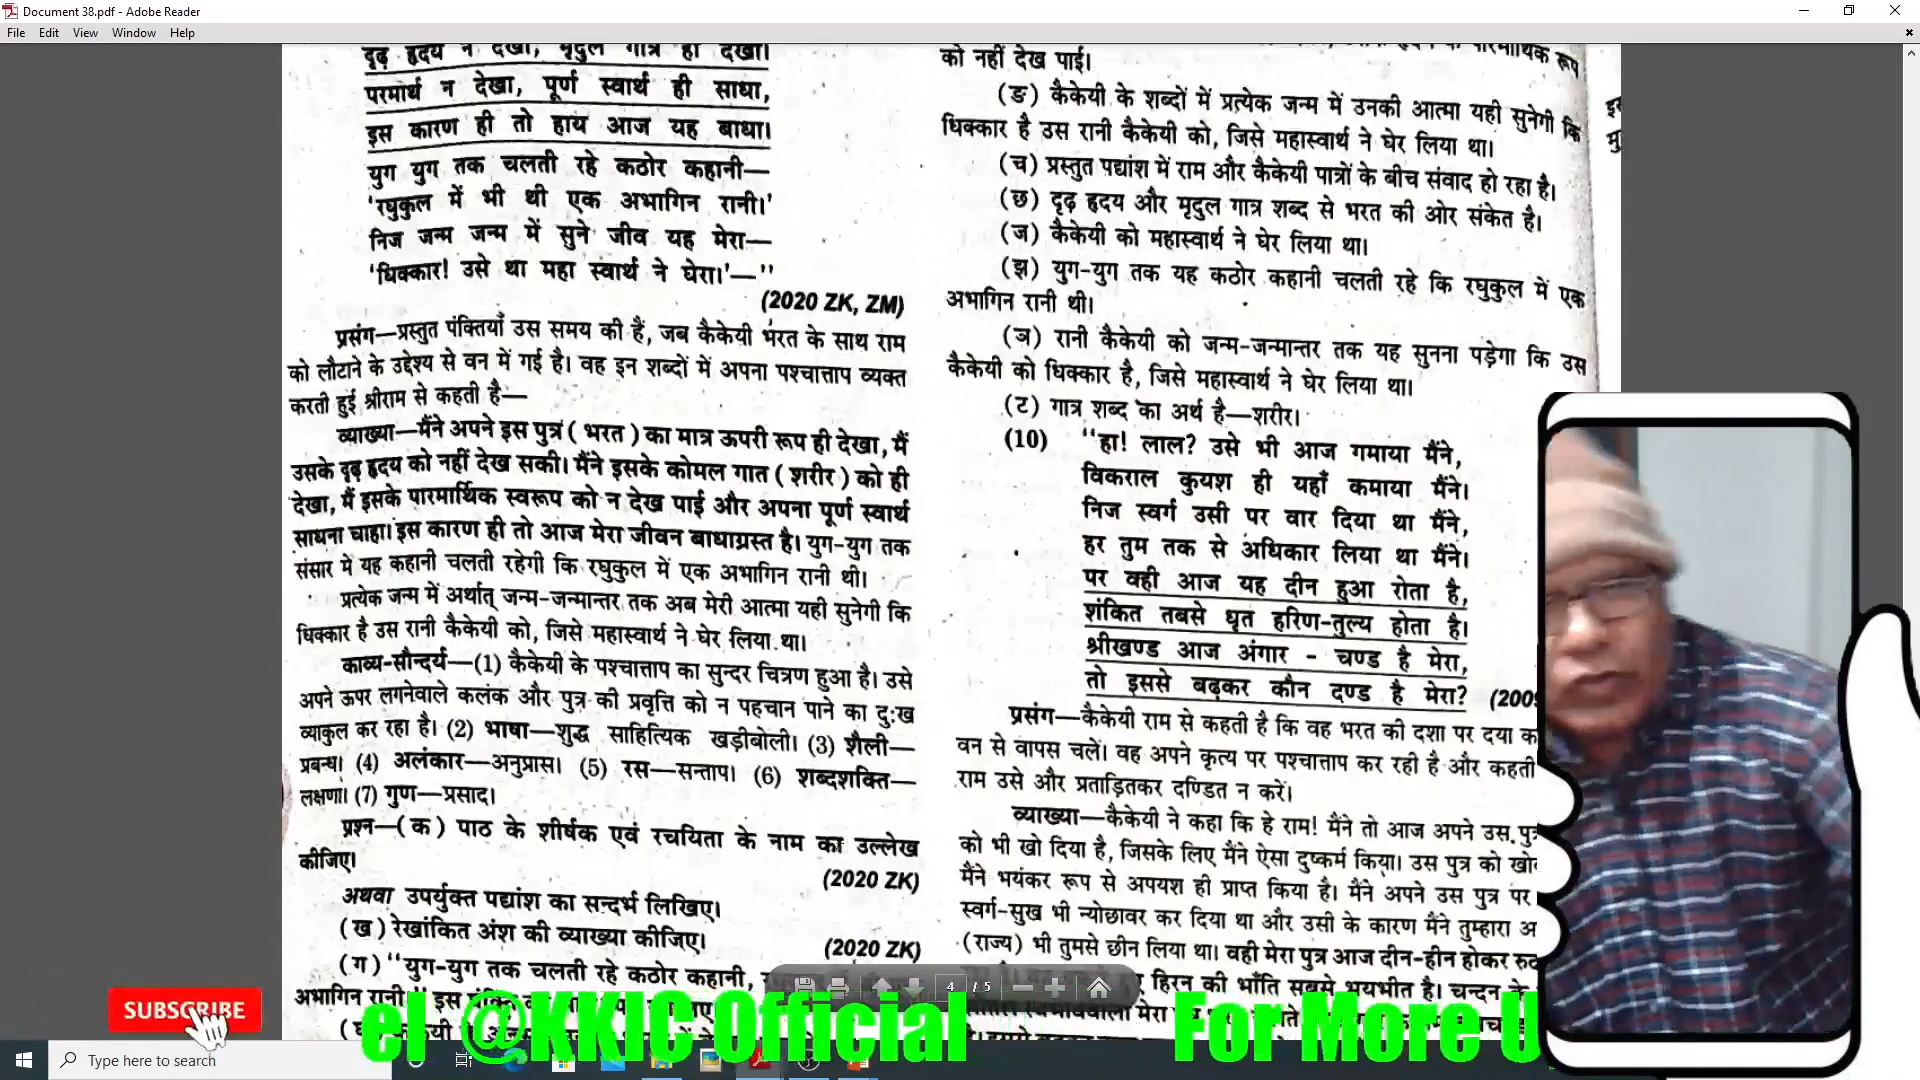 Document 38.pdf - Adobe Reader
File Edit View Window Help
दृढ़ हृदय न देखा, मृदुल गात्र ही देखा।
परमार्थ न देखा, पूर्ण स्वार्थ ही साधा,
इस कारण ही तो हाय आज यह बाधा।
युग युग तक चलती रहे कठोर कहानी—
'रघुकुल में भी थी एक अभागिन रानी।'
निज जन्म जन्म में सुने जीव यह मेरा—
'धिक्कार! उसे था महा स्वार्थ ने घेरा।'—''
(2020 ZK, ZM)
प्रसंग—प्रस्तुत पंक्तियाँ उस समय की हैं, जब कैकेयी भरत के साथ राम
को लौटाने के उद्देश्य से वन में गई है। वह इन शब्दों में अपना पश्चात्ताप व्यक्त
करती हुई श्रीराम से कहती है—
व्याख्या—मैंने अपने इस पुत्र (भरत) का मात्र ऊपरी रूप ही देखा, मैं
उसके दृढ़ हृदय को नहीं देख सकी। मैंने इसके कोमल गात (शरीर) को ही
देखा, मैं इसके पारमार्थिक स्वरूप को न देख पाई और अपना पूर्ण स्वार्थ
साधना चाहा। इस कारण ही तो आज मेरा जीवन बाधाग्रस्त है। युग-युग तक
संसार में यह कहानी चलती रहेगी कि रघुकुल में एक अभागिन रानी थी।
प्रत्येक जन्म में अर्थात् जन्म-जन्मान्तर तक अब मेरी आत्मा यही सुनेगी कि
धिक्कार है उस रानी कैकेयी को, जिसे महास्वार्थ ने घेर लिया था।
काव्य-सौन्दर्य—(1) कैकेयी के पश्चात्ताप का सुन्दर चित्रण हुआ है। उसे
अपने ऊपर लगनेवाले कलंक और पुत्र की प्रवृत्ति को न पहचान पाने का दुःख
व्याकुल कर रहा है। (2) भाषा—शुद्ध साहित्यिक खड़ीबोली। (3) शैली—
प्रबन्ध। (4) अलंकार—अनुप्रास। (5) रस—सन्ताप। (6) शब्दशक्ति—
लक्षणा। (7) गुण—प्रसाद।
प्रश्न—(क) पाठ के शीर्षक एवं रचयिता के नाम का उल्लेख
कीजिए।
(2020 ZK)
अथवा उपर्युक्त पद्यांश का सन्दर्भ लिखिए।
(ख) रेखांकित अंश की व्याख्या कीजिए।
(2020 ZK)
(ग) ''युग-युग तक चलती रहे कठोर कहानी,
अभागिन रानी
को नहीं देख पाई।
(ङ) कैकेयी के शब्दों में प्रत्येक जन्म में उनकी आत्मा यही सुनेगी कि
धिक्कार है उस रानी कैकेयी को, जिसे महास्वार्थ ने घेर लिया था।
(च) प्रस्तुत पद्यांश में राम और कैकेयी पात्रों के बीच संवाद हो रहा है।
(छ) दृढ़ हृदय और मृदुल गात्र शब्द से भरत की ओर संकेत है।
(ज) कैकेयी को महास्वार्थ ने घेर लिया था।
(झ) युग-युग तक यह कठोर कहानी चलती रहे कि रघुकुल में एक
अभागिन रानी थी।
(ञ) रानी कैकेयी को जन्म-जन्मान्तर तक यह सुनना पड़ेगा कि उस
कैकेयी को धिक्कार है, जिसे महास्वार्थ ने घेर लिया था।
(ट) गात्र शब्द का अर्थ है—शरीर।
(10) ''हा! लाल? उसे भी आज गमाया मैंने,
विकराल कुयश ही यहाँ कमाया मैंने।
निज स्वर्ग उसी पर वार दिया था मैंने,
हर तुम तक से अधिकार लिया था मैंने।
पर वही आज यह दीन हुआ रोता है,
शंकित तबसे धृत हरिण-तुल्य होता है।
श्रीखण्ड आज अंगार - चण्ड है मेरा,
तो इससे बढ़कर कौन दण्ड है मेरा? (2009
प्रसंग—कैकेयी राम से कहती है कि वह भरत की दशा पर दया क
वन से वापस चलें। वह अपने कृत्य पर पश्चात्ताप कर रही है और कहती
राम उसे और प्रताड़ितकर दण्डित न करें।
व्याख्या—कैकेयी ने कहा कि हे राम! मैंने तो आज अपने उस पुत्र
को भी खो दिया है, जिसके लिए मैंने ऐसा दुष्कर्म किया। उस पुत्र को खो
मैंने भयंकर रूप से अपयश ही प्राप्त किया है। मैंने अपने उस पुत्र पर
स्वर्ग-सुख भी न्योछावर कर दिया था और उसी के कारण मैंने तुम्हारा अ
(राज्य) भी तुमसे छीन लिया था। वही मेरा पुत्र आज दीन-हीन होकर रुद
हिरन की भाँति सबसे भयभीत है। चन्दन के
4 / 5
SUBSCRIBE
el @KKIC Official For More U
Type here to search